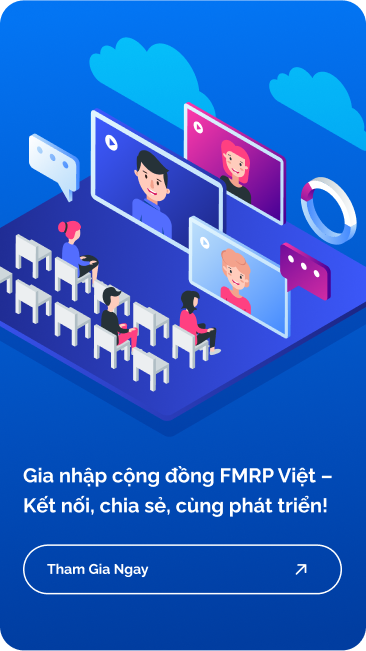 Gia nhập cộng đồng FMRP Việt –
Kết nối, chia sẻ, cùng phát triển!
Tham Gia Ngay